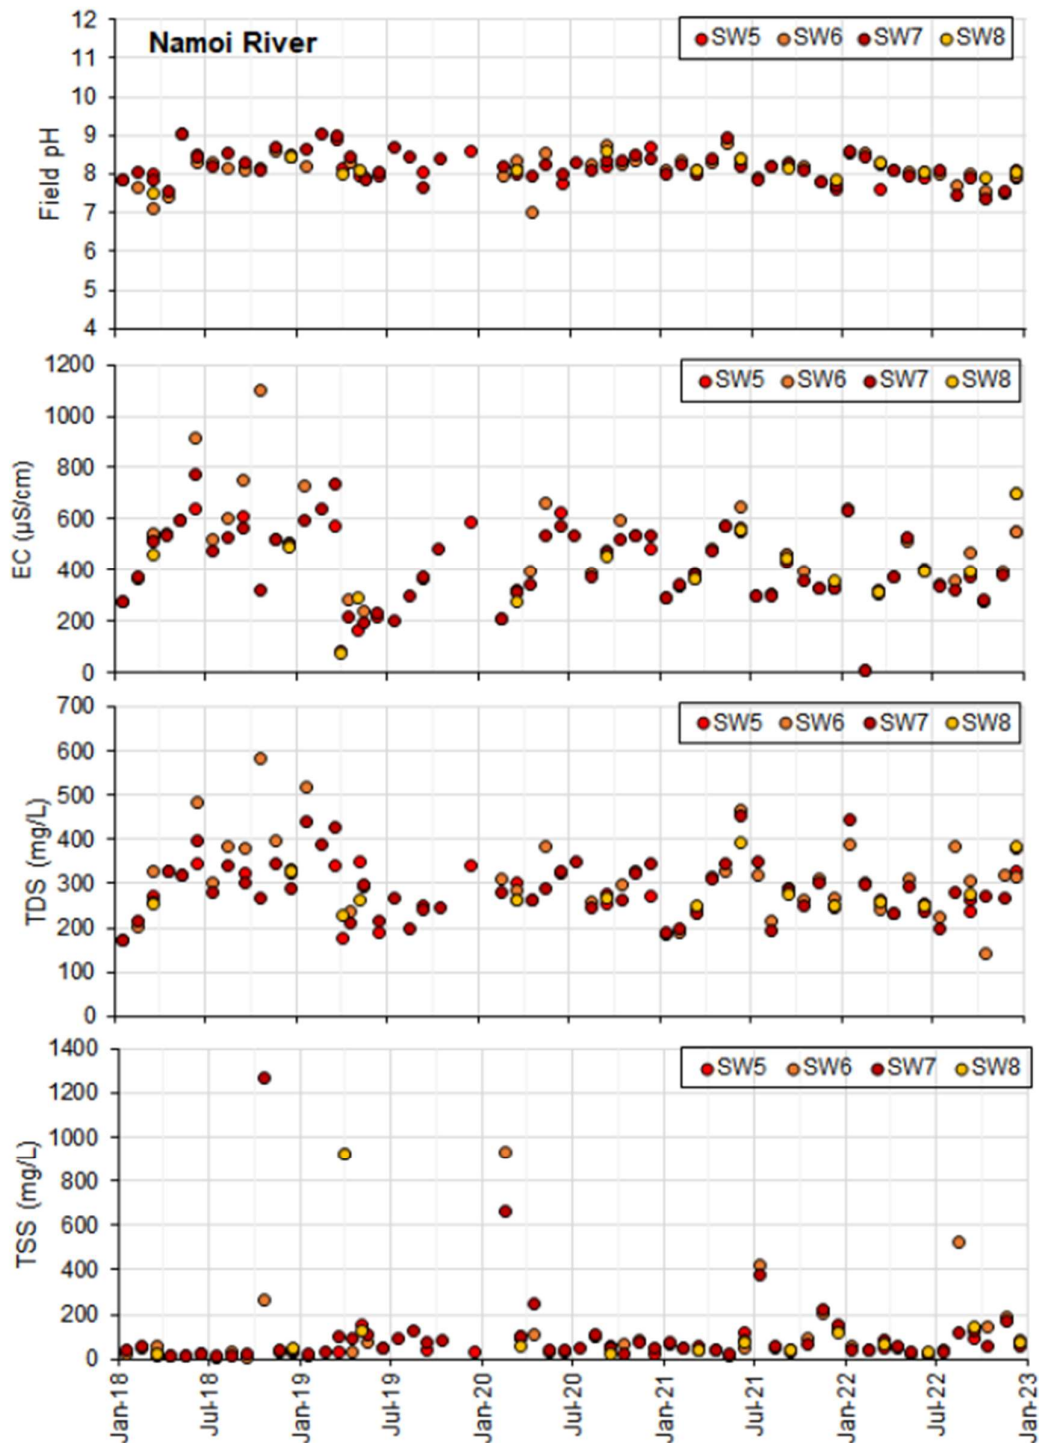 Namoi River
SW5 SW6 SW7 SW8
Field pH
12
11
10
9
8
7
6
5
4
SW5 SW6 SW7 SW8
EC (µS/cm)
1200
1000
800
600
400
200
0
SW5 SW6 SW7 SW8
TDS (mg/L)
700
600
500
400
300
200
100
0
SW5 SW6 SW7 SW8
TSS (mg/L)
1400
1200
1000
800
600
400
200
0
Jan-18
Jul-18
Jan-19
Jul-19
Jan-20
Jul-20
Jan-21
Jul-21
Jan-22
Jul-22
Jan-23